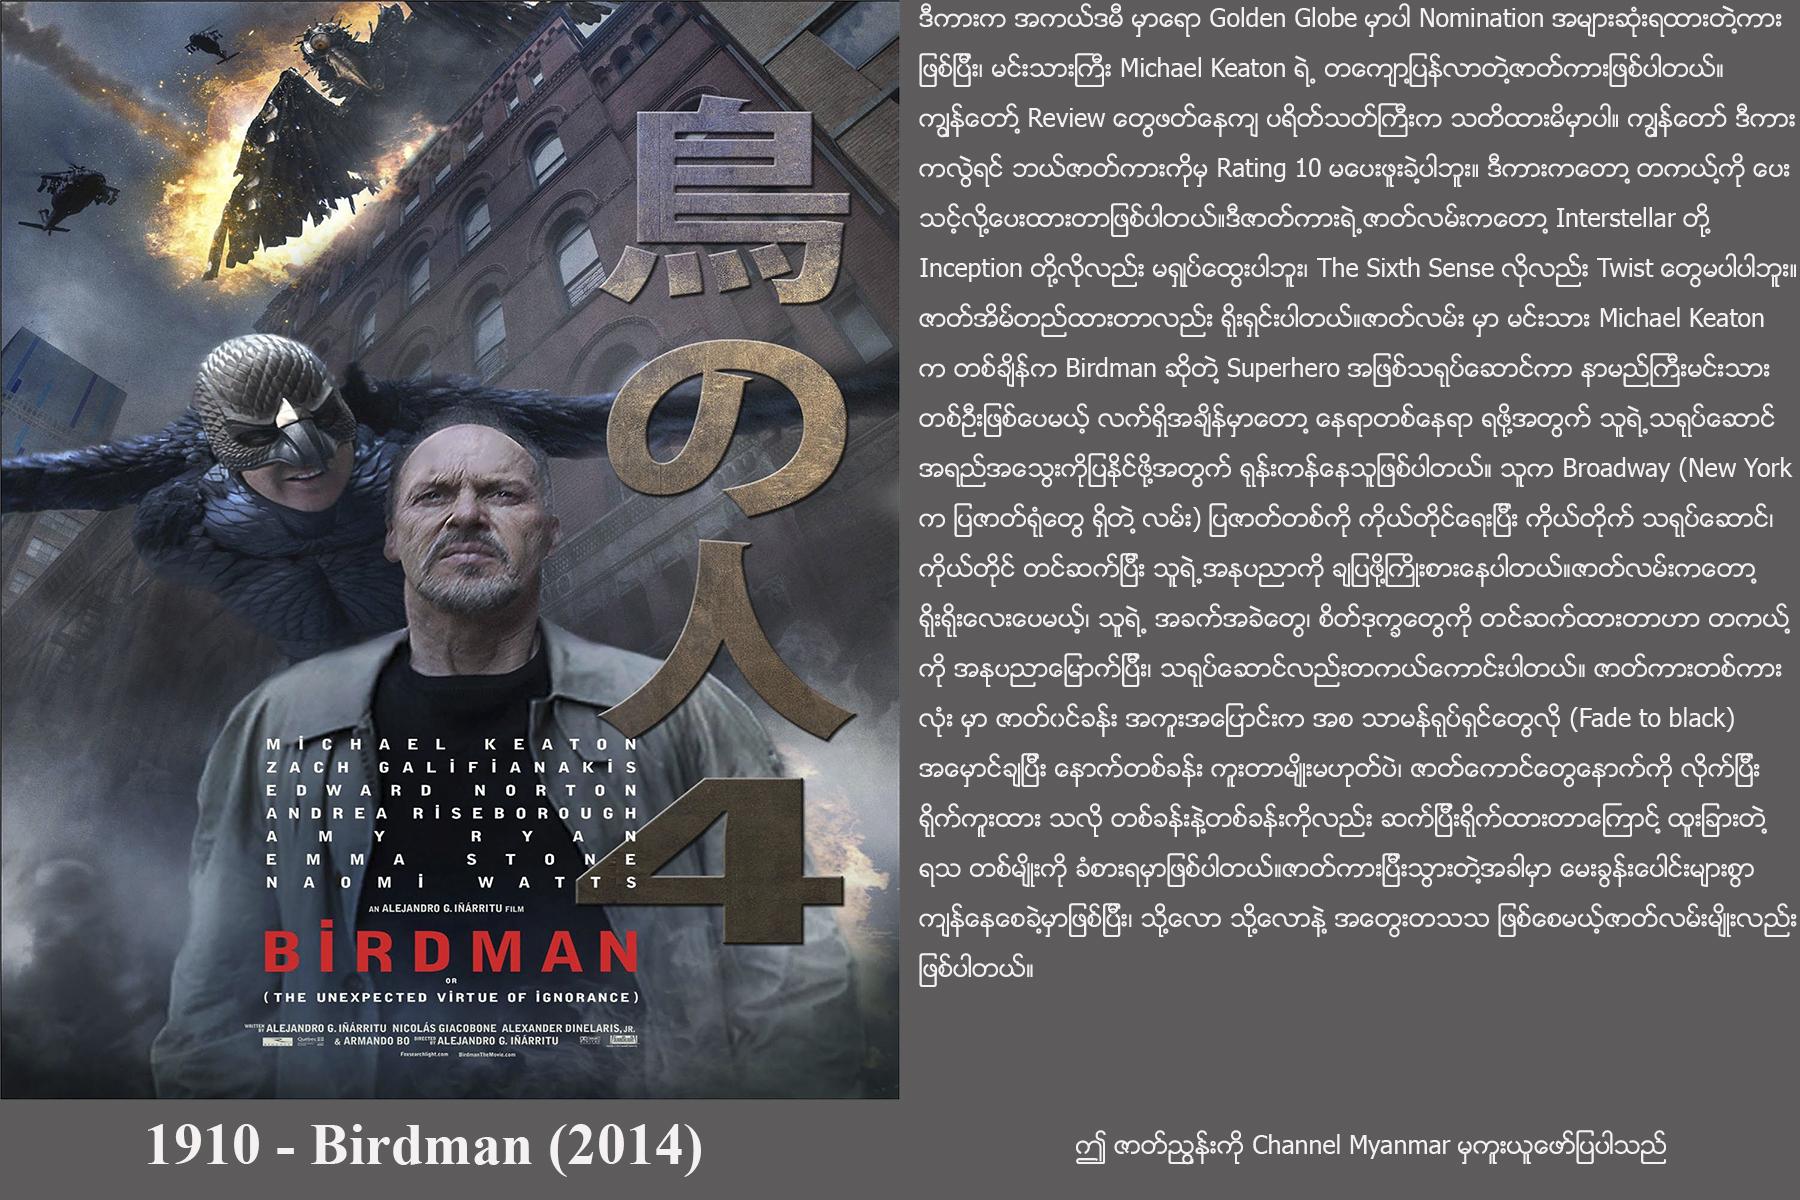 鳥の人4
MiCHAEL KEATON
ZACH GALiFiANAKiS
EDWARD NORTON
ANDREA RiSEBOROUGH
AMY RYAN
EMMA STONE
NAOMi WATTS
AN ALEJANDRO G. IÑÁRRITU FILM
BiRDMAN
OR
(THE UNEXPECTED ViRTUE OF iGNORANCE)
WRITTEN BY ALEJANDRO G. IÑÁRRITU NICOLÁS GIACOBONE ALEXANDER DINELARIS, JR.
& ARMANDO BO DIRECTED BY ALEJANDRO G. IÑÁRRITU
Foxsearchlight.com BirdmanTheMovie.com
1910 - Birdman (2014)
ဒီကားက အကယ်ဒမီ မှာရော Golden Globe မှာပါ Nomination အများဆုံးရထားတဲ့ကား
ဖြစ်ပြီး၊ မင်းသားကြီး Michael Keaton ရဲ့ တကျော့ပြန်လာတဲ့ဇာတ်ကားဖြစ်ပါတယ်။
ကျွန်တော့် Review တွေဖတ်နေကျ ပရိတ်သတ်ကြီးက သတိထားမိမှာပါ။ ကျွန်တော် ဒီကား
ကလွဲရင် ဘယ်ဇာတ်ကားကိုမှ Rating 10 မပေးဖူးခဲ့ပါဘူး။ ဒီကားကတော့ တကယ့်ကို ပေး
သင့်လို့ပေးထားတာဖြစ်ပါတယ်။ဒီဇာတ်ကားရဲ့ဇာတ်လမ်းကတော့ Interstellar တို့
Inception တို့လိုလည်း မရှုပ်ထွေးပါဘူး၊ The Sixth Sense လိုလည်း Twist တွေမပါပါဘူး။
ဇာတ်အိမ်တည်ထားတာလည်း ရိုးရှင်းပါတယ်။ဇာတ်လမ်း မှာ မင်းသား Michael Keaton
က တစ်ချိန်က Birdman ဆိုတဲ့ Superhero အဖြစ်သရုပ်ဆောင်ကာ နာမည်ကြီးမင်းသား
တစ်ဦးဖြစ်ပေမယ့် လက်ရှိအချိန်မှာတော့ နေရာတစ်နေရာ ရဖို့အတွက် သူရဲ့သရုပ်ဆောင်
အရည်အသွေးကိုပြနိုင်ဖို့အတွက် ရုန်းကန်နေသူဖြစ်ပါတယ်။ သူက Broadway (New York
က ပြဇာတ်ရုံတွေ ရှိတဲ့ လမ်း) ပြဇာတ်တစ်ကို ကိုယ်တိုင်ရေးပြီး ကိုယ်တိုက် သရုပ်ဆောင်၊
ကိုယ်တိုင် တင်ဆက်ပြီး သူရဲ့အနုပညာကို ချပြဖို့ကြိုးစားနေပါတယ်။ဇာတ်လမ်းကတော့
ရိုးရိုးလေးပေမယ့်၊ သူရဲ့ အခက်အခဲတွေ၊ စိတ်ဒုက္ခတွေကို တင်ဆက်ထားတာဟာ တကယ့်
ကို အနုပညာမြောက်ပြီး၊ သရုပ်ဆောင်လည်းတကယ်ကောင်းပါတယ်။ ဇာတ်ကားတစ်ကား
လုံး မှာ ဇာတ်ဝင်ခန်း အကူးအပြောင်းက အစ သာမန်ရုပ်ရှင်တွေလို (Fade to black)
အမှောင်ချပြီး နောက်တစ်ခန်း ကူးတာမျိုးမဟုတ်ပဲ၊ ဇာတ်ကောင်တွေနောက်ကို လိုက်ပြီး
ရိုက်ကူးထား သလို တစ်ခန်းနဲ့တစ်ခန်းကိုလည်း ဆက်ပြီးရိုက်ထားတာကြောင့် ထူးခြားတဲ့
ရသ တစ်မျိုးကို ခံစားရမှာဖြစ်ပါတယ်။ဇာတ်ကားပြီးသွားတဲ့အခါမှာ မေးခွန်းပေါင်းများစွာ
ကျန်နေစေခဲ့မှာဖြစ်ပြီး၊ သို့လော သို့လောနဲ့ အတွေးတသသ ဖြစ်စေမယ့်ဇာတ်လမ်းမျိုးလည်း
ဖြစ်ပါတယ်။
ဤ ဇာတ်ညွှန်းကို Channel Myanmar မှကူးယူဖော်ပြပါသည်